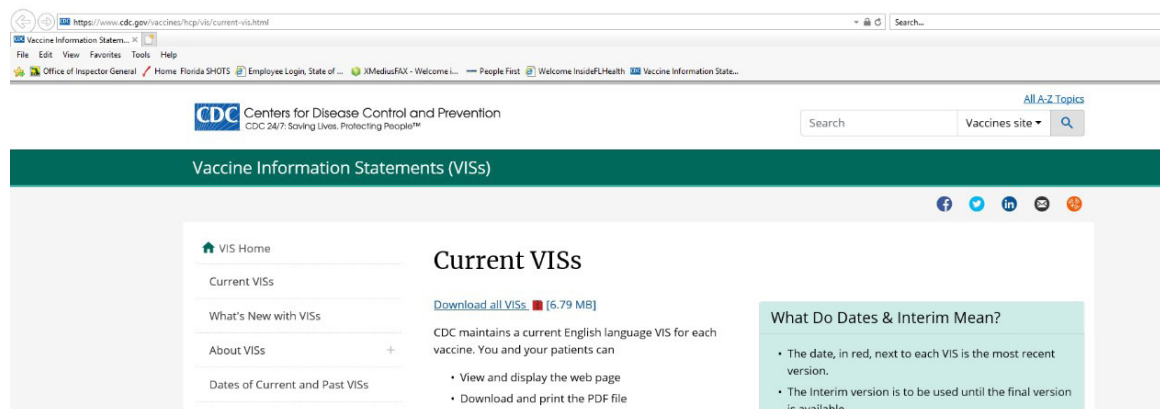 https://www.cdc.gov/vaccines/hcp/vis/current-vis.html
Search...
Vaccine Information Statem...
File Edit View Favorites Tools Help
Office of Inspector General Home Florida SHOTS Employee Login, State of ... XMediusFAX - Welcome i... People First Welcome InsideFLHealth Vaccine Information State...
All A-Z Topics
CDC
Centers for Disease Control and Prevention
CDC 24/7: Saving Lives. Protecting People™
Search
Vaccines site
Vaccine Information Statements (VISs)
VIS Home
Current VISs
What's New with VISs
About VISs
Dates of Current and Past VISs
Current VISs
Download all VISs [6.79 MB]
CDC maintains a current English language VIS for each
vaccine. You and your patients can
• View and display the web page
• Download and print the PDF file
What Do Dates & Interim Mean?
• The date, in red, next to each VIS is the most recent
version.
• The Interim version is to be used until the final version
is available